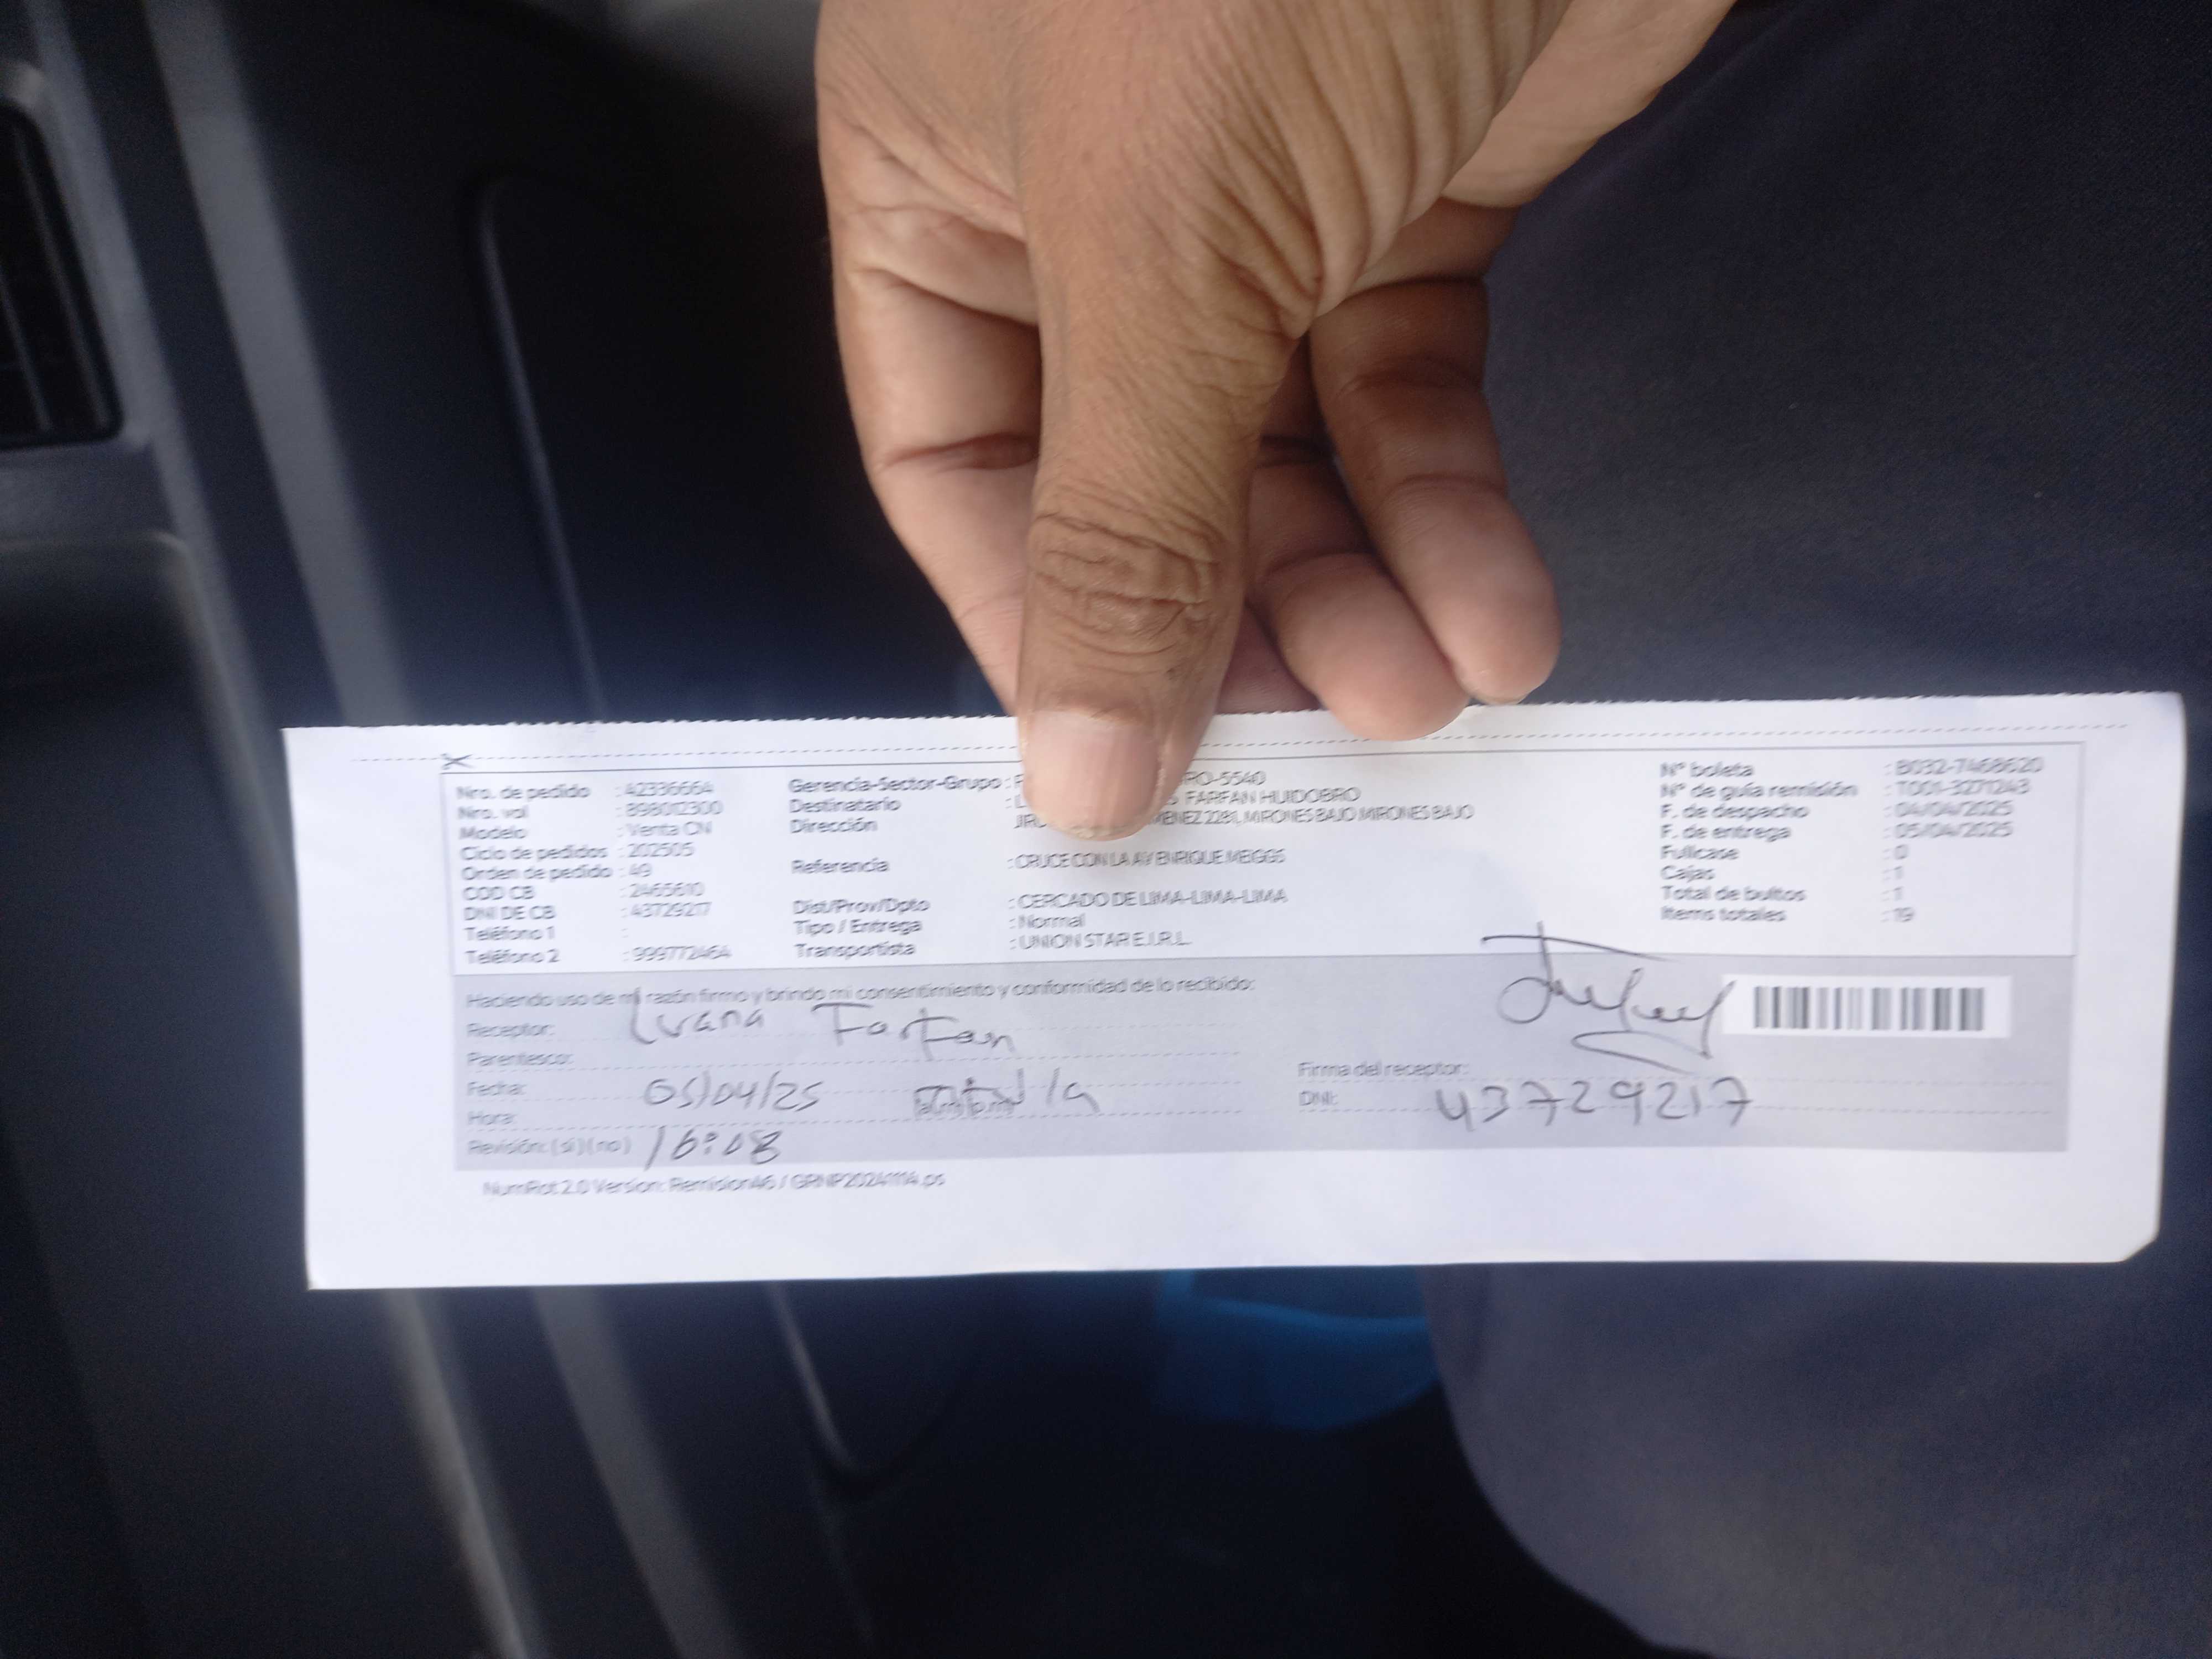 Nro. de pedido : 42336664
Nro. val : 898012300
Modelo : Venta CN
Ciclo de pedidos : 202505
Orden de pedido : 49
COD CB : 2465610
DNI DE CB : 43729217
Teléfono 1 :
Teléfono 2 : 999772464
Gerencia-Sector-Grupo : RO-5540
Destinatario : FARFAN HUIDOBRO
Dirección 2281, MIRONES BAJO MIRONES BAJO
Referencia : CRUCE CON LA AV ENRIQUE MEIGGS
Dist/Prov/Dpto : CERCADO DE LIMA-LIMA-LIMA
Tipo / Entrega : Normal
Transportista : UNION STAR E.I.R.L.
N° boleta : B032-7468620
N° de guía remisión : T001-3271243
F. de despacho : 04/04/2025
F. de entrega : 05/04/2025
Fullcase : 0
Cajas : 1
Total de bultos : 1
Items totales : 19
Haciendo uso de mi razón firmo y brindo mi consentimiento y conformidad de lo recibido:
Receptor: Farfan
Parentesco:
Fecha: 05/04/25
Hora:
Revisión: (si) (no) 16:08
Firma del receptor:
DNI: 43729217
NumRot 2.0 Version: Remision46 / GRNP20241114.ps